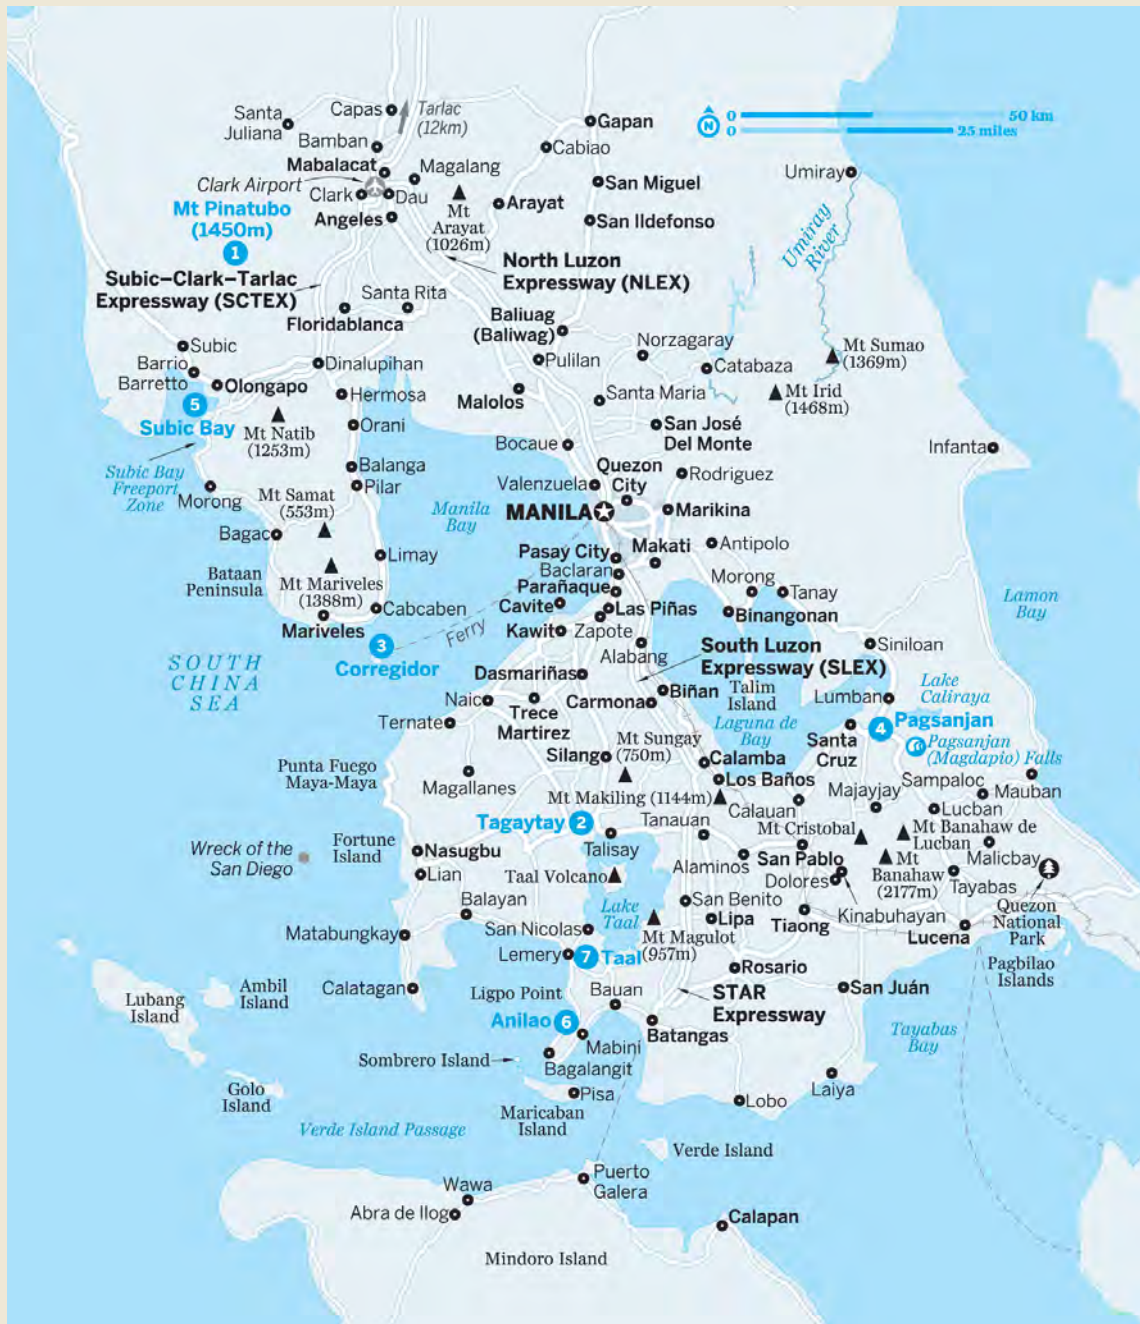 Santa
Juliana
Capas
Tarlac
(12km)
Bamban
Mabalacat
Magalang
Clark Airport
Clark
Dau
Angeles
Mt Pinatubo
(1450m)
1
Mt
Arayat
(1026m)
Arayat
Gapan
Cabiao
San Miguel
San Ildefonso
N
0
50 km
0
25 miles
Umiray
Umiray
River
Subic–Clark–Tarlac
Expressway (SCTEX)
North Luzon
Expressway (NLEX)
Santa Rita
Floridablanca
Baliuag
(Baliwag)
Subic
Barrio
Barretto
Olongapo
Dinalupihan
Pulilan
Norzagaray
Catabaza
Mt Sumao
(1369m)
Mt Irid
(1468m)
5
Subic Bay
Hermosa
Malolos
Santa Maria
Mt Natib
(1253m)
Orani
San José
Del Monte
Bocaue
Infanta
Subic Bay
Freeport
Zone
Balanga
Pilar
Quezon
City
Valenzuela
Rodriguez
Morong
Mt Samat
(553m)
Manila
Bay
MANILA
Marikina
Bagac
Limay
Pasay City
Makati
Antipolo
Baclaran
Bataan
Peninsula
Mt Mariveles
(1388m)
Parañaque
Morong
Tanay
Lamon
Bay
Cabcaben
Cavite
Las Piñas
Binangonan
Mariveles
3
Corregidor
Ferry
Kawit
Zapote
Alabang
South Luzon
Expressway (SLEX)
Siniloan
SOUTH
CHINA
SEA
Dasmariñas
Lake
Caliraya
Naic
Biñan
Talim
Island
Lumban
Ternate
Trece
Martirez
Carmona
Laguna de
Bay
4
Pagsanjan
Santa
Cruz
Pagsanjan
(Magdapio) Falls
Silang
Mt Sungay
(750m)
Calamba
Punta Fuego
Maya-Maya
Magallanes
Los Baños
Sampaloc
Mauban
Mt Makiling (1144m)
Calauan
Majayjay
Lucban
Tagaytay
2
Tanauan
Mt Cristobal
Mt Banahaw de
Lucban
Fortune
Island
Talisay
Wreck of the
San Diego
Nasugbu
Alaminos
San Pablo
Mt
Banahaw
(2177m)
Malicbay
Lian
Taal Volcano
Dolores
Tayabas
Balayan
Lake
Taal
San Benito
Kinabuhayan
Quezon
National
Park
San Nicolas
Lipa
Tiaong
Lucena
Matabungkay
Mt Magulot
(957m)
Lemery
7
Taal
Rosario
Pagbilao
Islands
Lubang
Island
Ambil
Island
Calatagan
Ligpo Point
Bauan
STAR
Expressway
San Juán
Anilao
6
Batangas
Tayabas
Bay
Mabini
Sombrero Island
Bagalangit
Golo
Island
Pisa
Laiya
Maricaban
Island
Lobo
Verde Island Passage
Verde Island
Puerto
Galera
Wawa
Abra de Ilog
Calapan
Mindoro Island